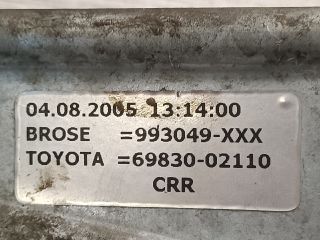 04.08.2005 13:14:00
BROSE =993049-XXX
TOYOTA =69830-02110
CRR